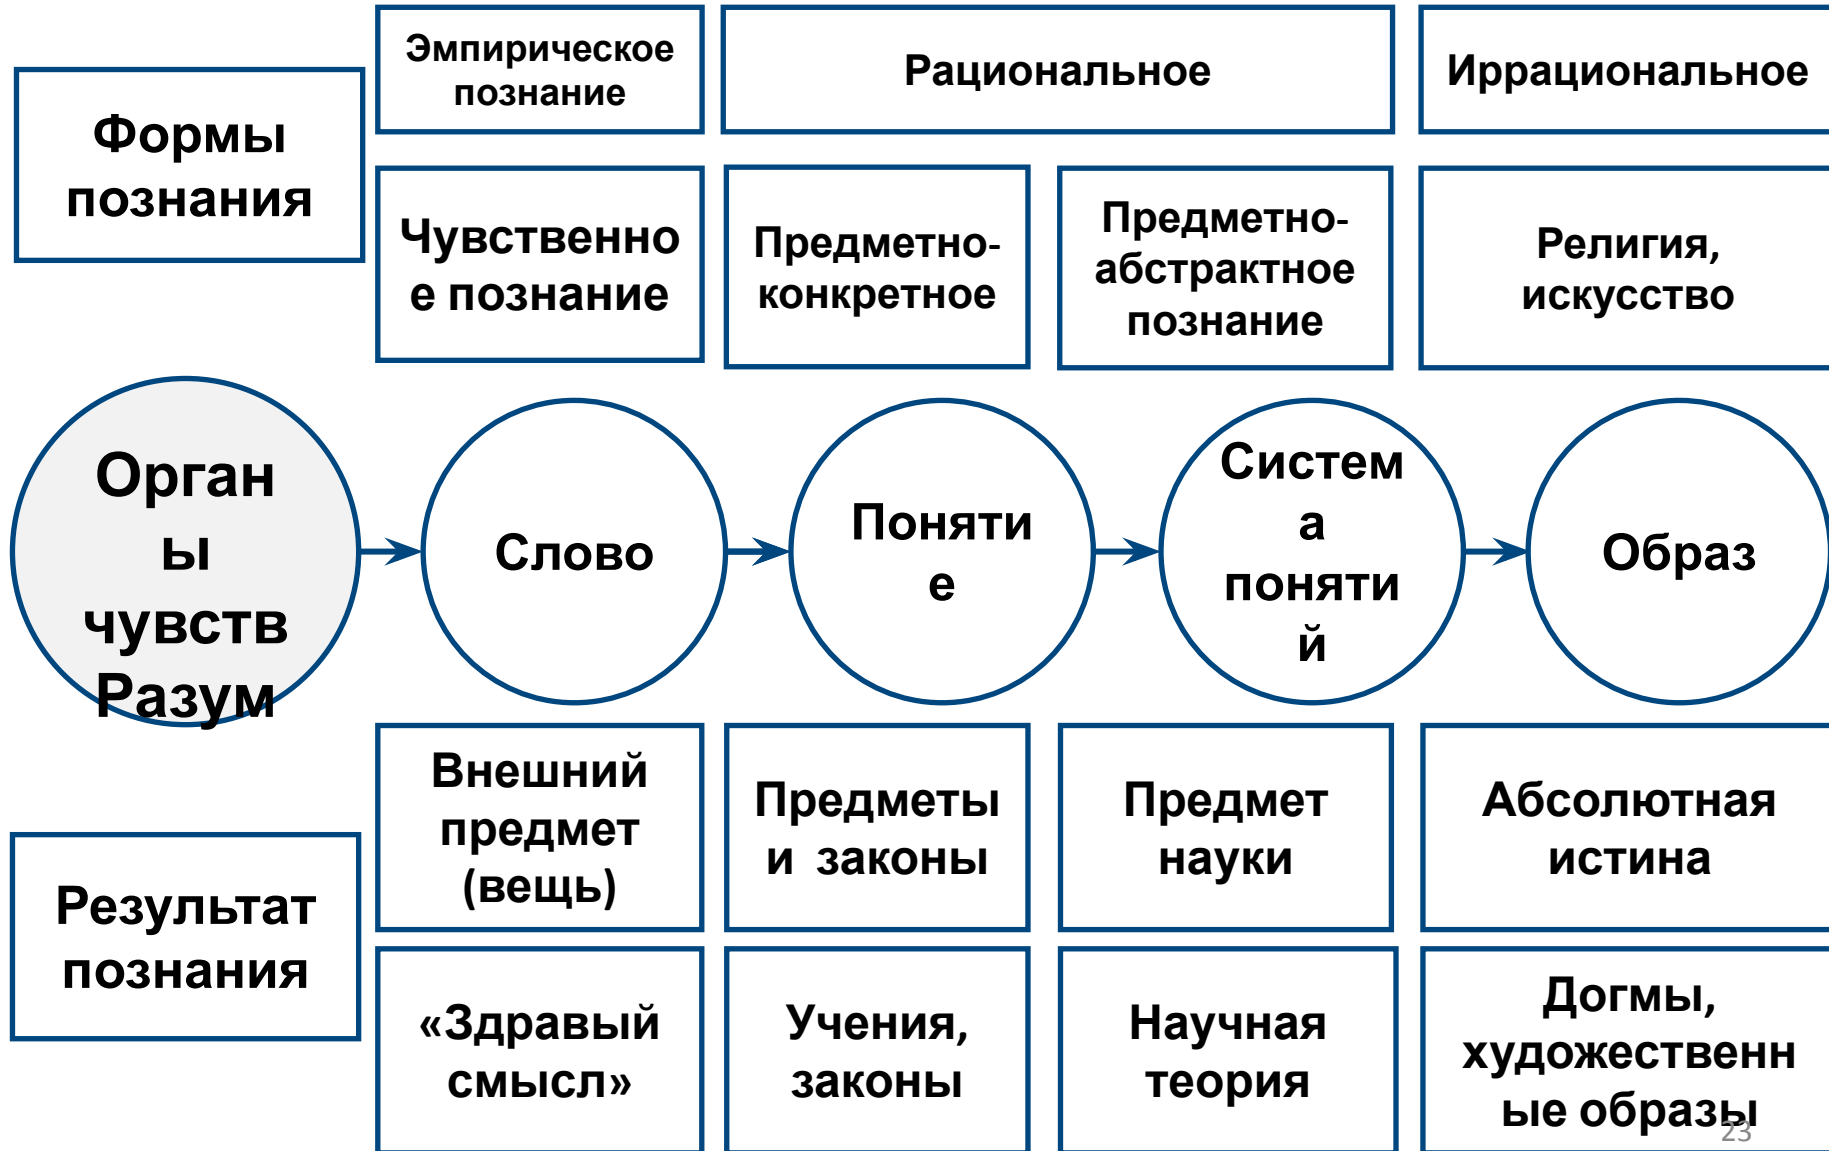 Эмпирическое
познание
Рациональное
Иррациональное
Формы
познания
Чувственно
е познание
Предметно-
конкретное
Предметно-
абстрактное
познание
Религия,
искусство
Орган
ы
чувств
Разум
Слово
Поняти
е
Систем
а
поняти
й
Образ
Внешний
предмет
(вещь)
Предметы
и законы
Предмет
науки
Абсолютная
истина
Результат
познания
«Здравый
смысл»
Учения,
законы
Научная
теория
Догмы,
художественн
ые образы
23